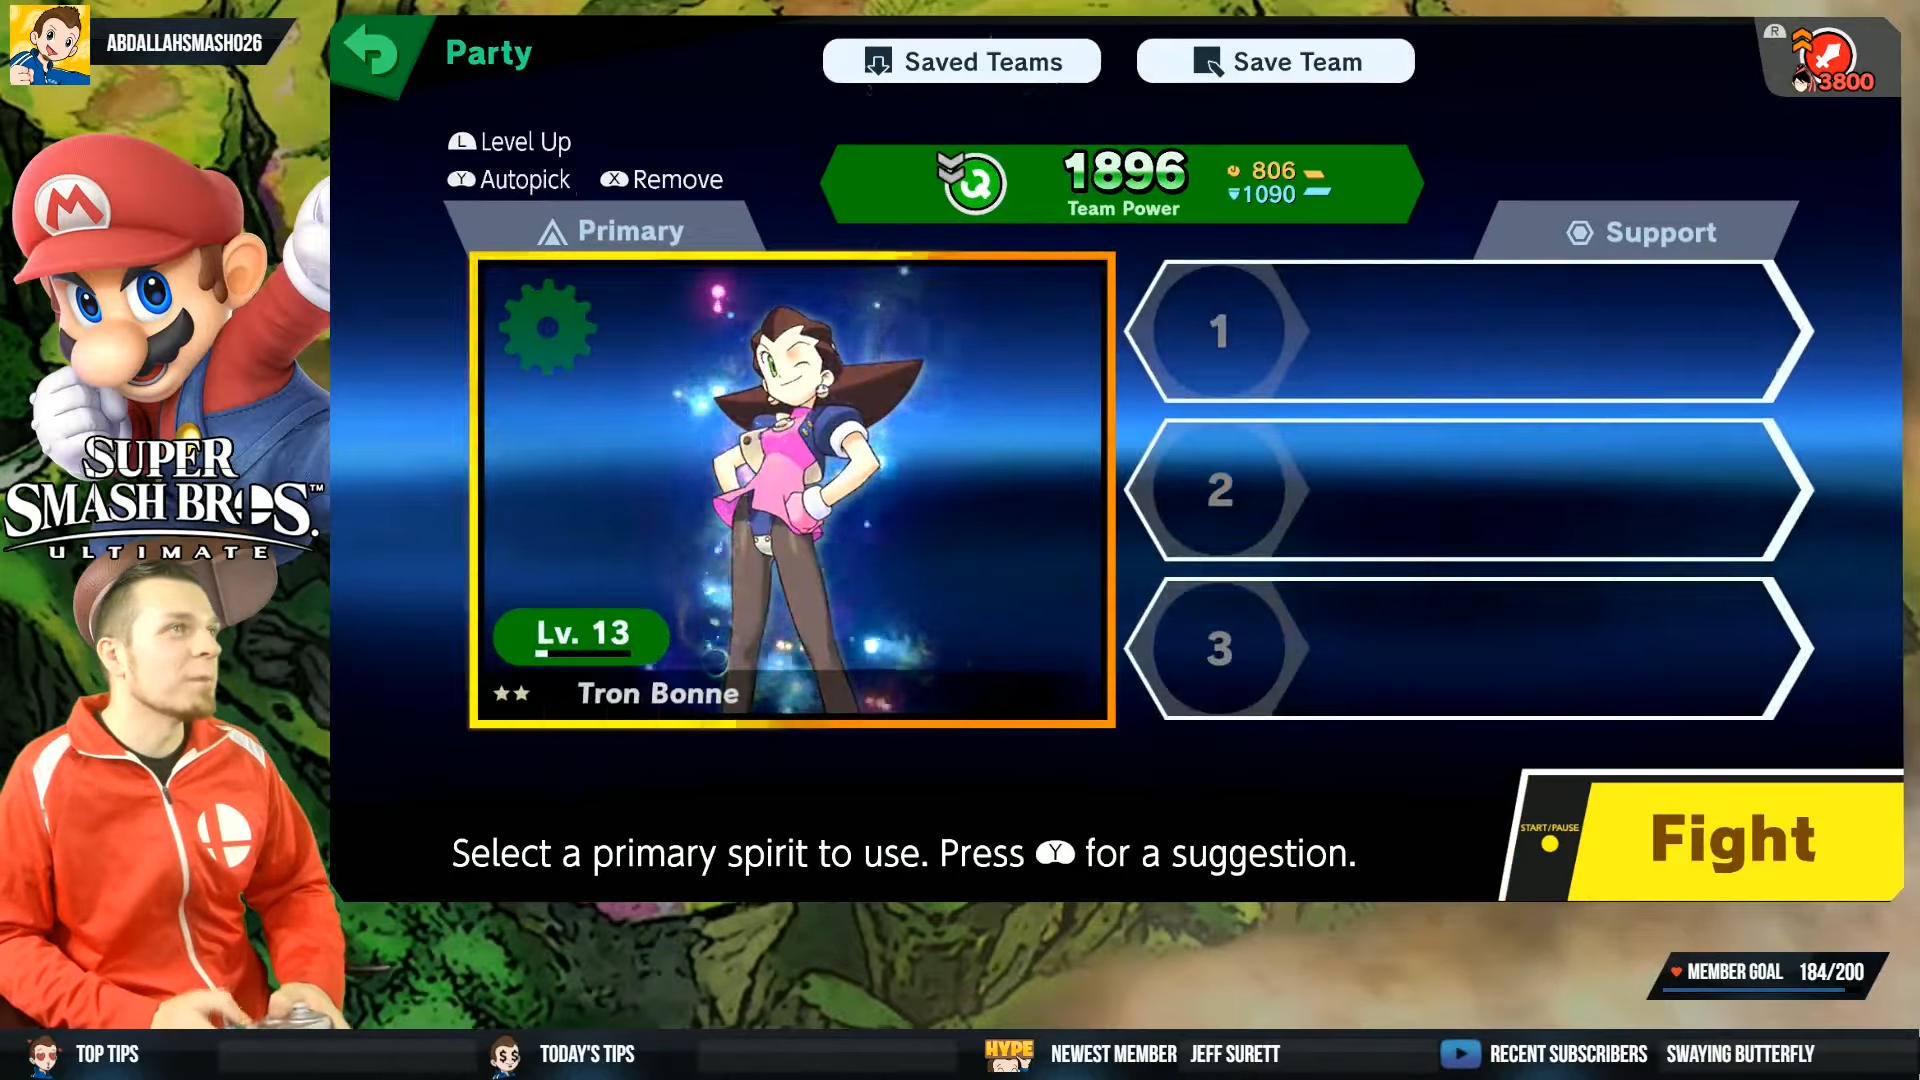 ABDALLAHSMASH026
Party
Saved Teams
Save Team
R
3800
L Level Up
Y Autopick X Remove
1896
Team Power
806
1090
Primary
Support
M
SUPER
SMASH BROS.™
ULTIMATE
1
2
3
Lv. 13
★★ Tron Bonne
Select a primary spirit to use. Press Y for a suggestion.
START/PAUSE
Fight
MEMBER GOAL 184/200
TOP TIPS
TODAY'S TIPS
HYPE
NEWEST MEMBER JEFF SURETT
RECENT SUBSCRIBERS SWAYING BUTTERFLY